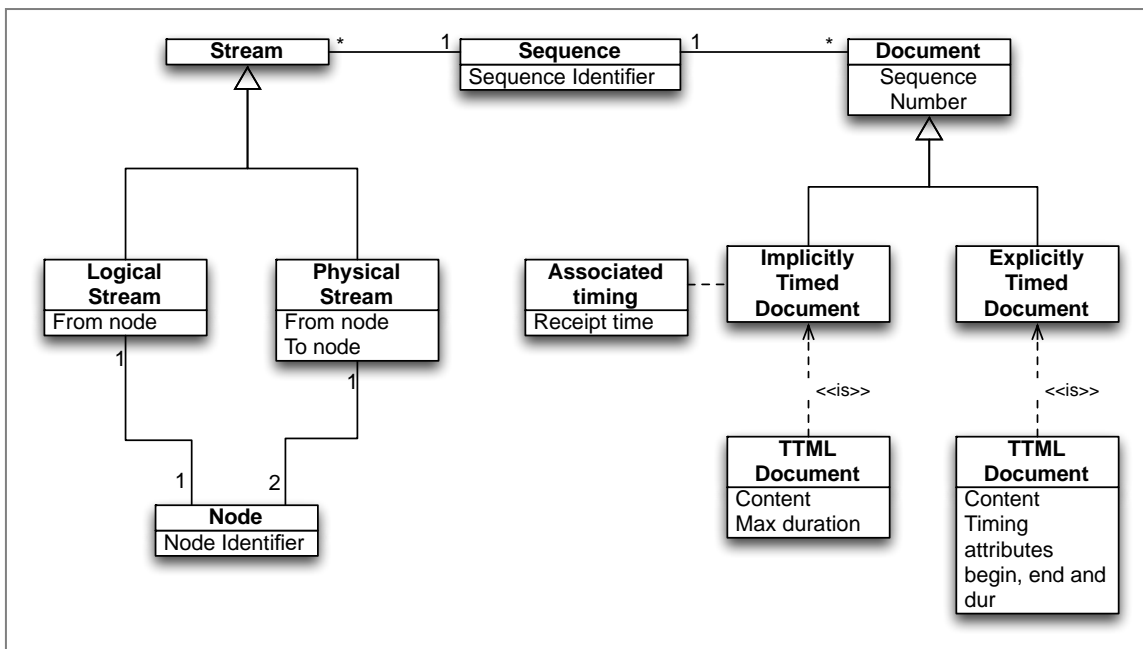 Stream
*
1
Sequence
Sequence Identifier
1
*
Document
Sequence
Number
Logical
Stream
From node
1
Physical
Stream
From node
To node
1
Associated
timing
Receipt time
Implicitly
Timed
Document
Explicitly
Timed
Document
<<is>>
<<is>>
1
2
Node
Node Identifier
TTML
Document
Content
Max duration
TTML
Document
Content
Timing
attributes
begin, end and
dur